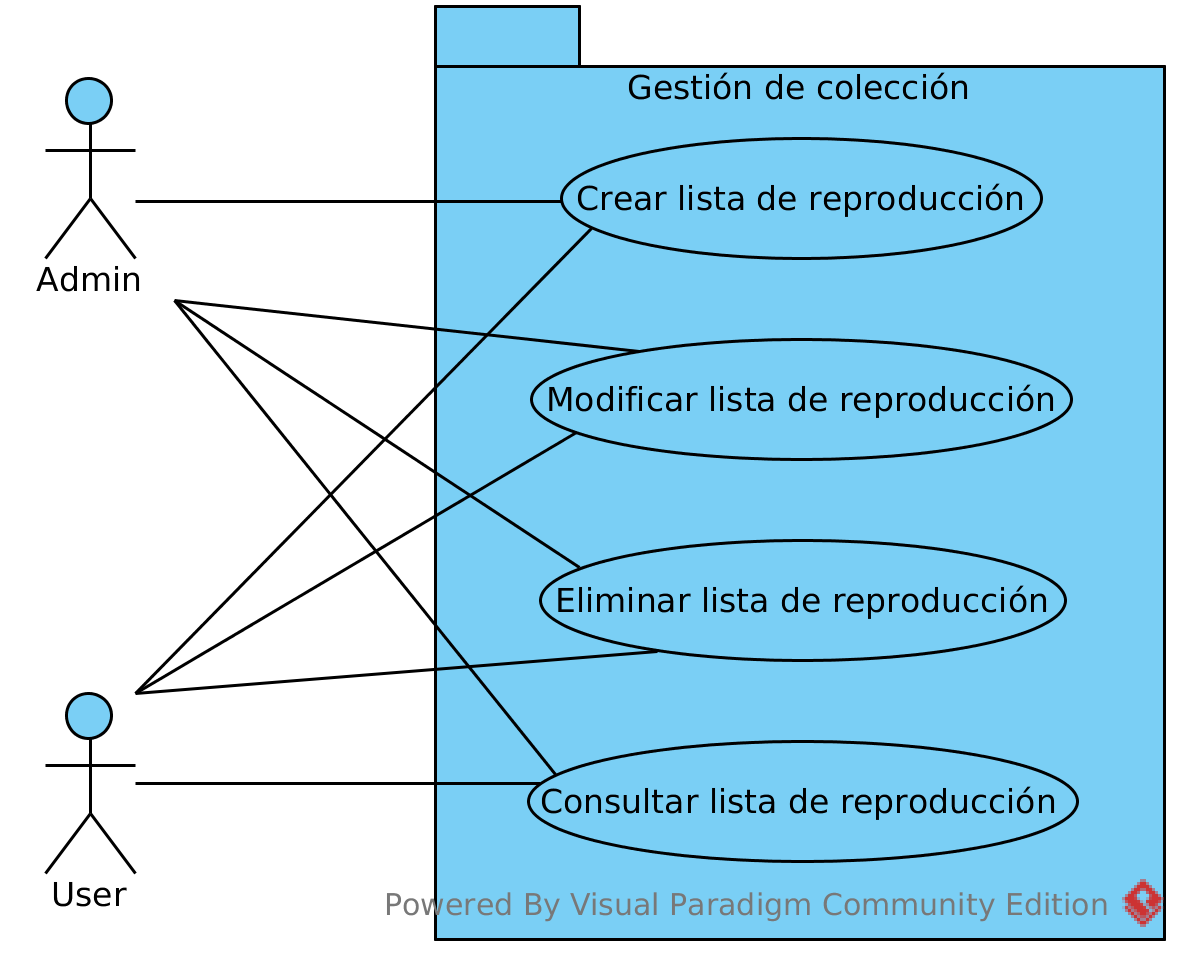 Gestión de colección
Crear lista de reproducción
Admin
Modificar lista de reproducción
Eliminar lista de reproducción
Consultar lista de reproducción
User
Powered By Visual Paradigm Community Edition